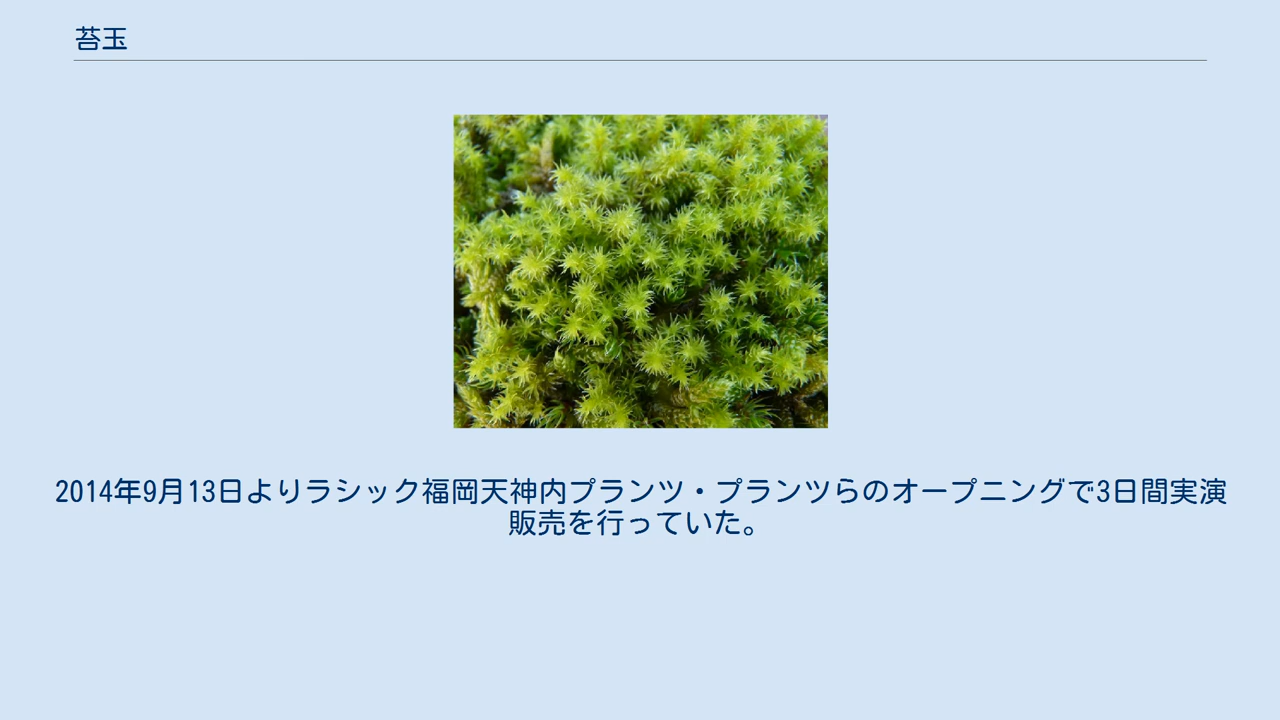 苔玉
2014年9月13日よりラシック福岡天神内プランツ・プランツらのオープニングで3日間実演
販売を行っていた。